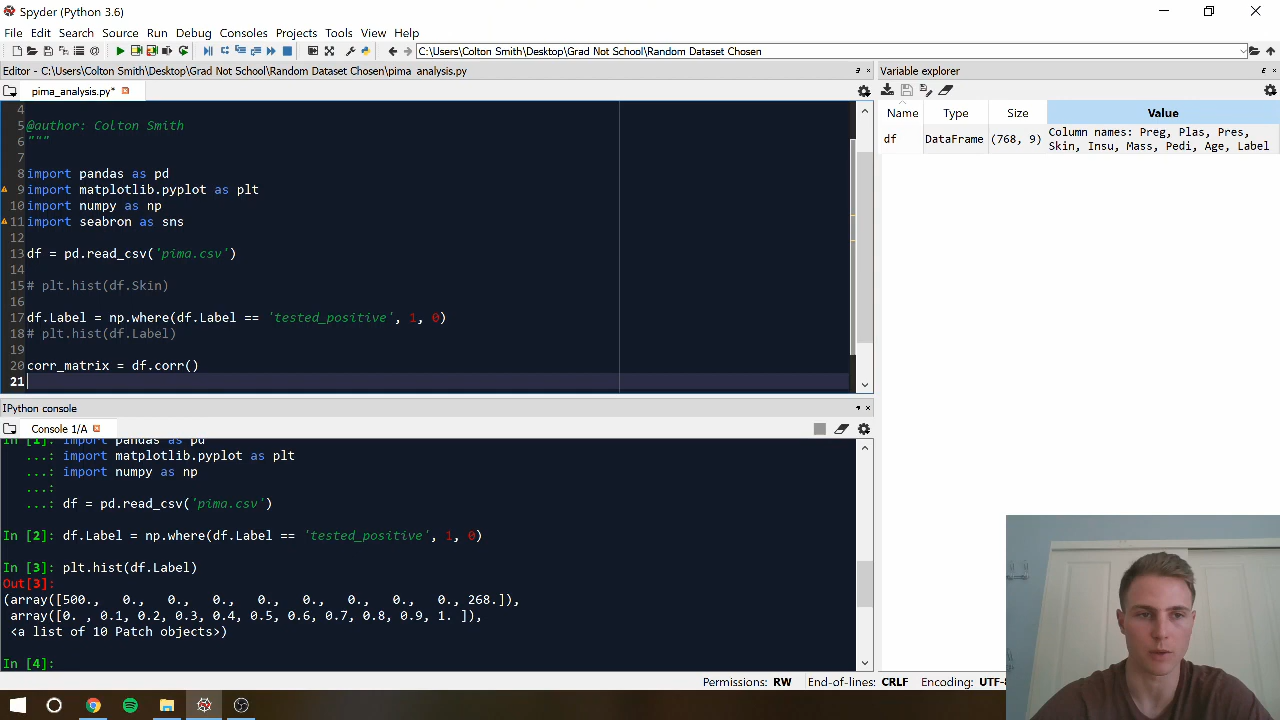 Spyder (Python 3.6)
File Edit Search Source Run Debug Consoles Projects Tools View Help
C:\Users\Colton Smith\Desktop\Grad Not School\Random Dataset Chosen
Editor - C:\Users\Colton Smith\Desktop\Grad Not School\Random Dataset Chosen\pima_analysis.py
pima_analysis.py*
4
5 @author: Colton Smith
6 """
7
8 import pandas as pd
9 import matplotlib.pyplot as plt
10 import numpy as np
11 import seabron as sns
12
13 df = pd.read_csv('pima.csv')
14
15 # plt.hist(df.Skin)
16
17 df.Label = np.where(df.Label == 'tested_positive', 1, 0)
18 # plt.hist(df.Label)
19
20 corr_matrix = df.corr()
21
IPython console
Console 1/A
In [1]: import pandas as pd
...: import matplotlib.pyplot as plt
...: import numpy as np
...:
...: df = pd.read_csv('pima.csv')
In [2]: df.Label = np.where(df.Label == 'tested_positive', 1, 0)
In [3]: plt.hist(df.Label)
Out[3]:
(array([500.,   0.,   0.,   0.,   0.,   0.,   0.,   0.,   0., 268.]),
array([0. , 0.1, 0.2, 0.3, 0.4, 0.5, 0.6, 0.7, 0.8, 0.9, 1. ]),
<a list of 10 Patch objects>)
In [4]:
Variable explorer
Name Type Size Value
df DataFrame (768, 9) Column names: Preg, Plas, Pres,
Skin, Insu, Mass, Pedi, Age, Label
Permissions: RW End-of-lines: CRLF Encoding: UTF-8